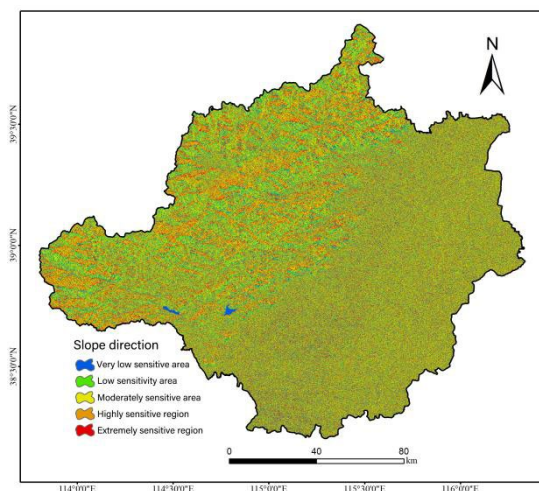 N
39°30'0"N
39°0'0"N
38°30'0"N
Slope direction
Very low sensitive area
Low sensitivity area
Moderately sensitive area
Highly sensitive region
Extremely sensitive region
0 40 80
km
114°0'0"E 114°30'0"E 115°0'0"E 115°30'0"E 116°0'0"E